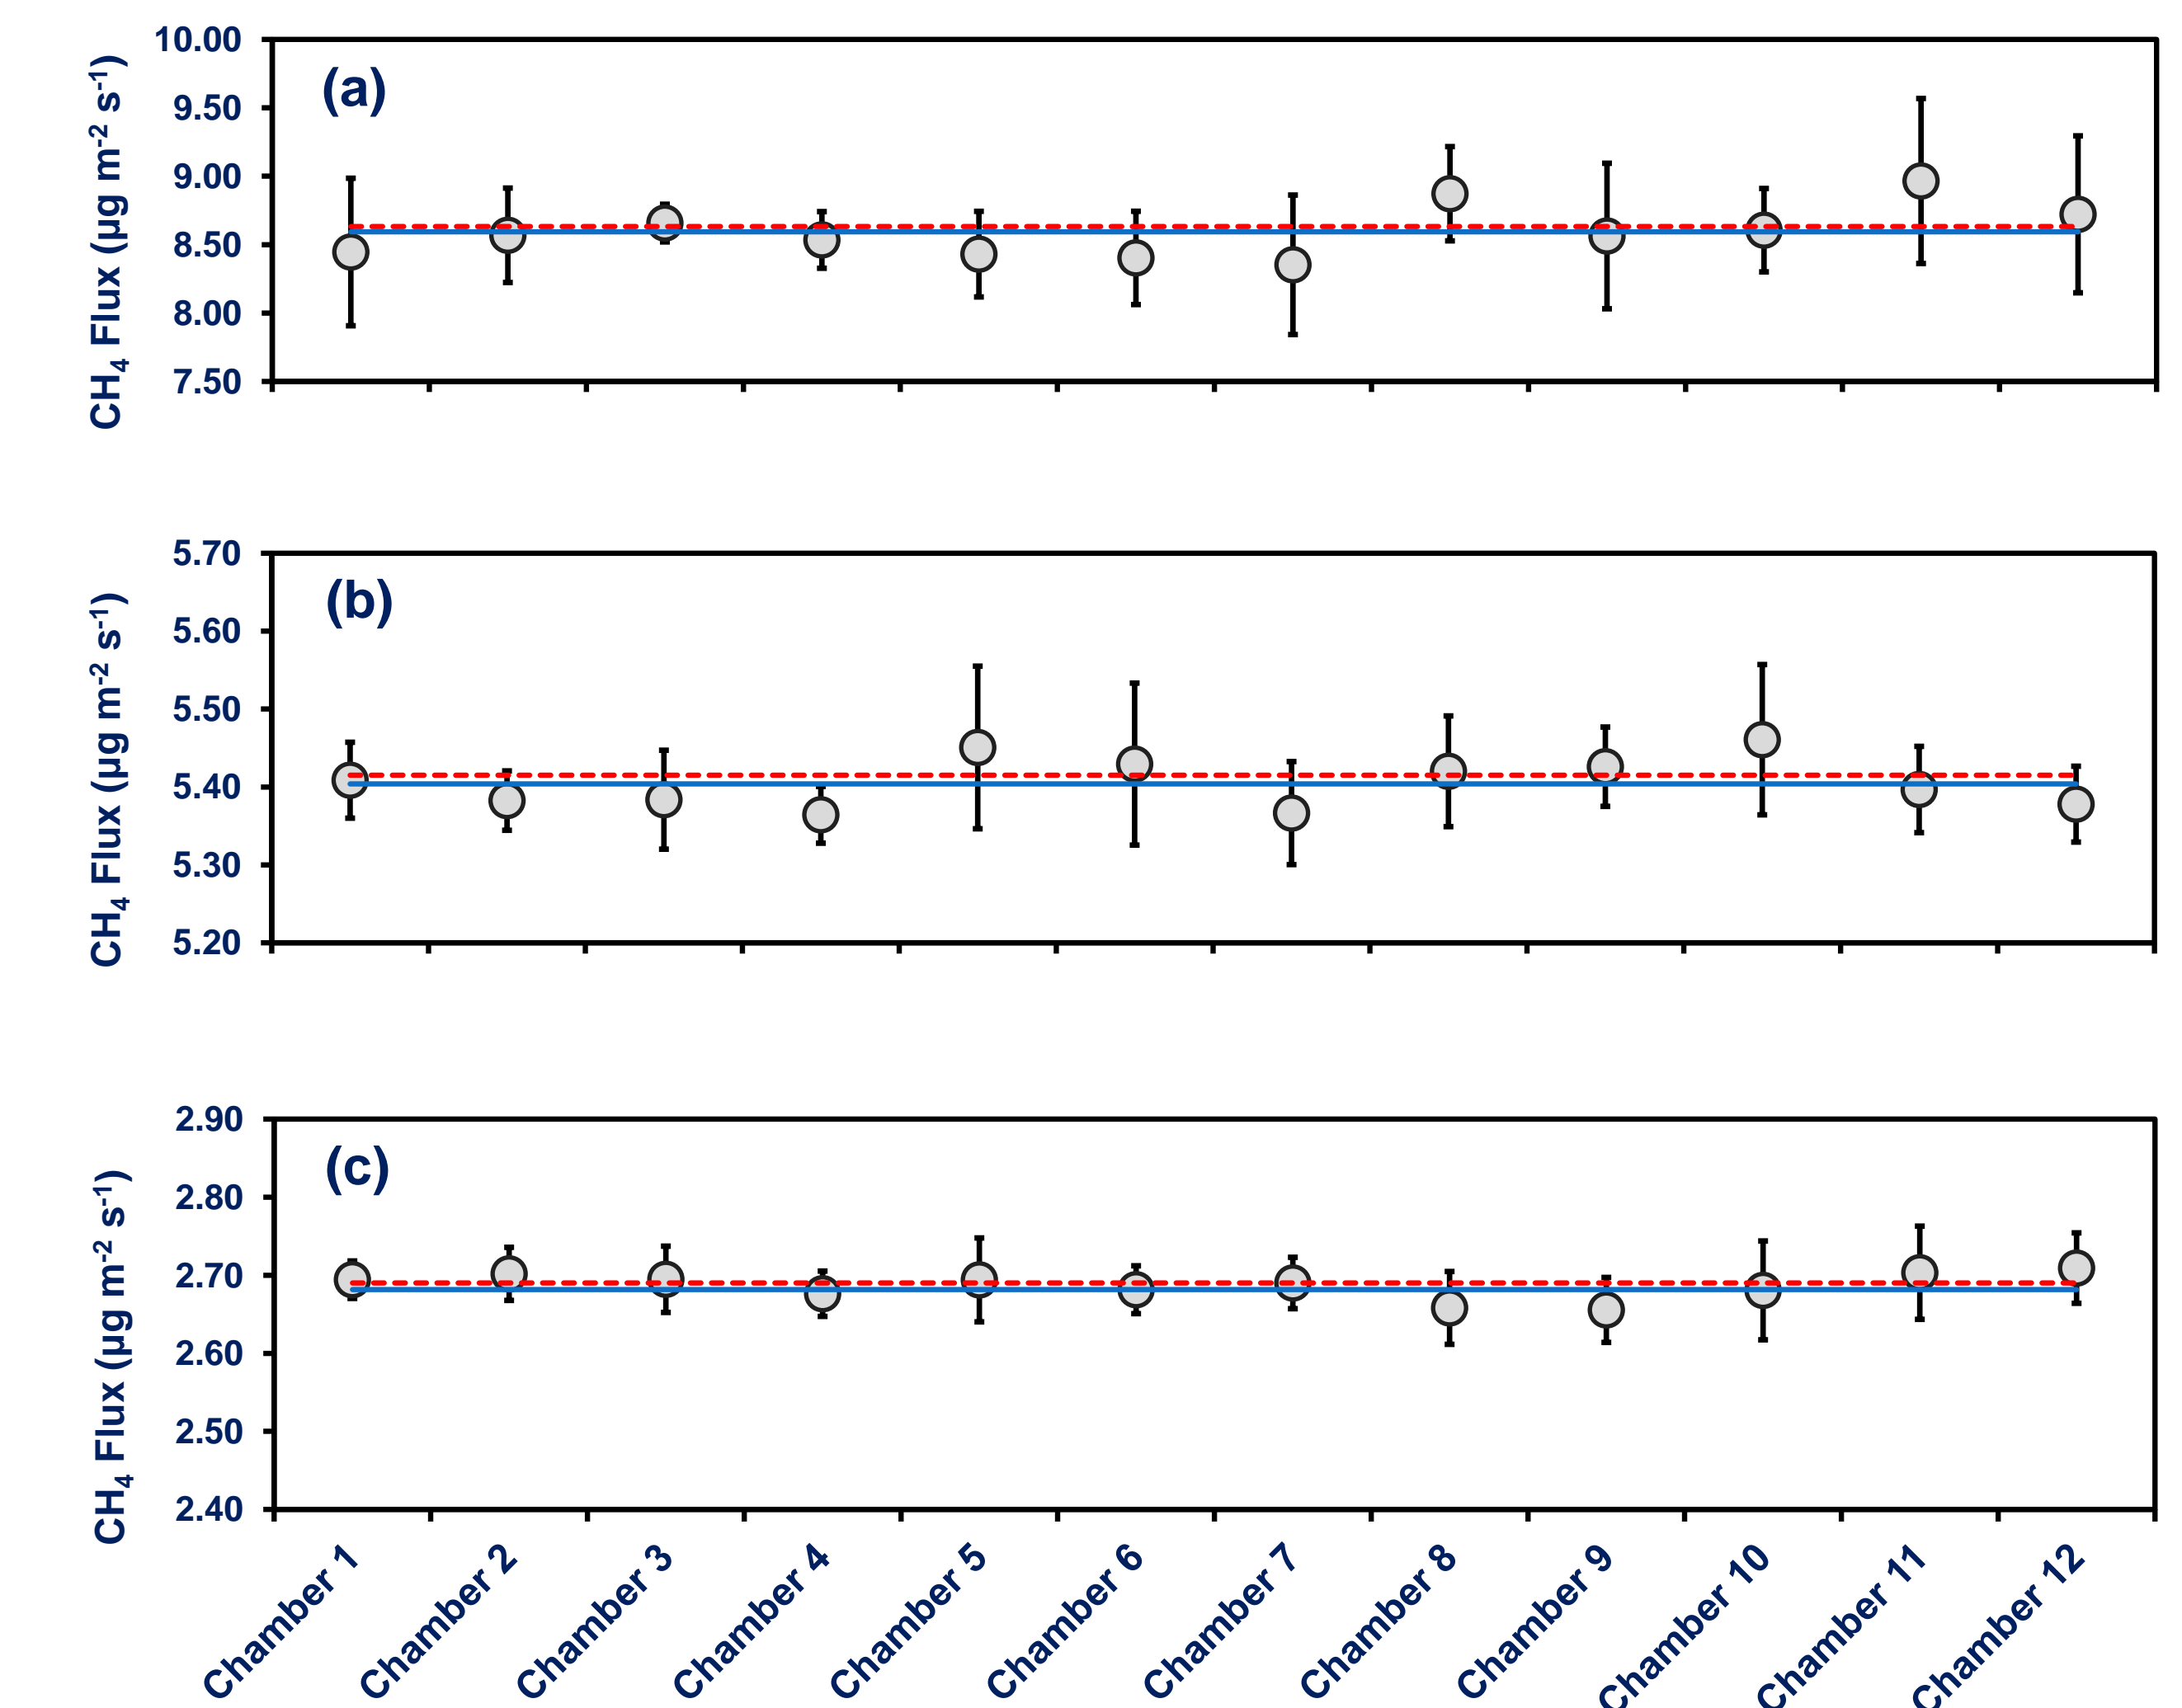 (a)
CH4 Flux (µg m-2 s-1)
10.00
9.50
9.00
8.50
8.00
7.50
(b)
CH4 Flux (µg m-2 s-1)
5.70
5.60
5.50
5.40
5.30
5.20
(c)
CH4 Flux (µg m-2 s-1)
2.90
2.80
2.70
2.60
2.50
2.40
Chamber 1
Chamber 2
Chamber 3
Chamber 4
Chamber 5
Chamber 6
Chamber 7
Chamber 8
Chamber 9
Chamber 10
Chamber 11
Chamber 12